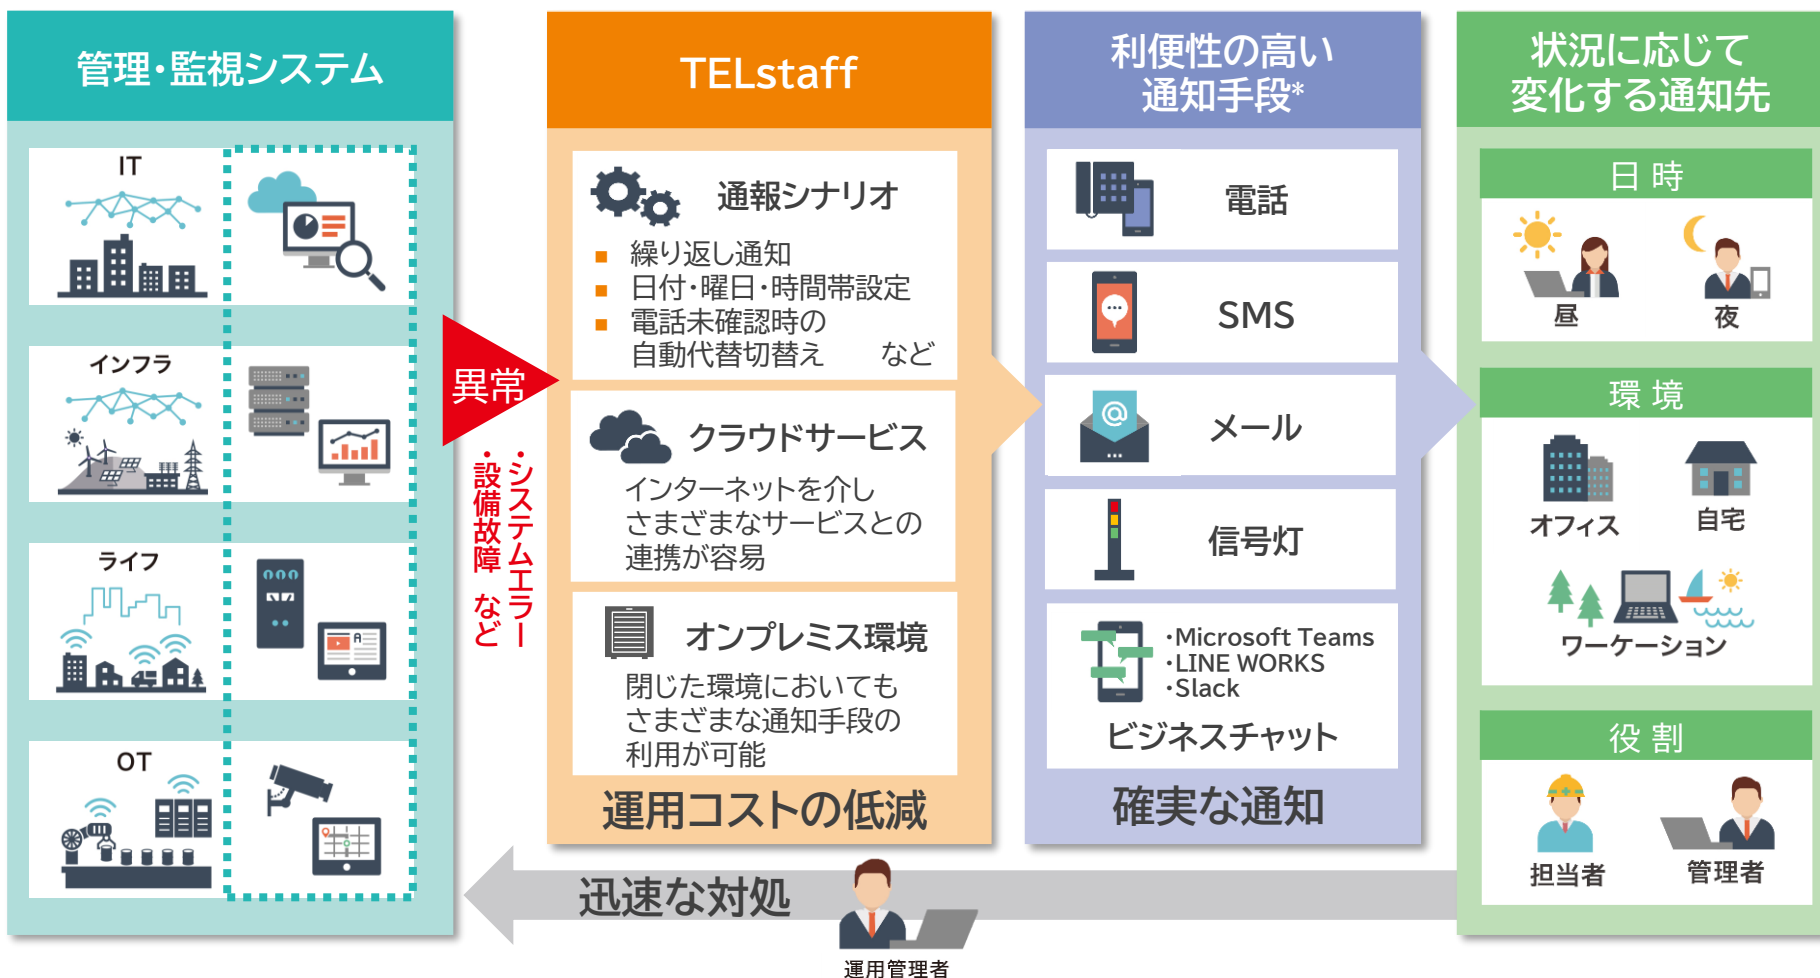 管理・監視システム
IT
インフラ
ライフ
OT
異常
・システムエラー
・設備故障 など
TELstaff
通報シナリオ
■ 繰り返し通知
■ 日付・曜日・時間帯設定
■ 電話未確認時の
自動代替切替え など
クラウドサービス
インターネットを介し
さまざまなサービスとの
連携が容易
オンプレミス環境
閉じた環境においても
さまざまな通知手段の
利用が可能
運用コストの低減
利便性の高い
通知手段*
電話
SMS
メール
信号灯
・Microsoft Teams
・LINE WORKS
・Slack
ビジネスチャット
確実な通知
状況に応じて
変化する通知先
日時
昼 夜
環境
オフィス 自宅
ワーケーション
役割
担当者 管理者
迅速な対処
運用管理者